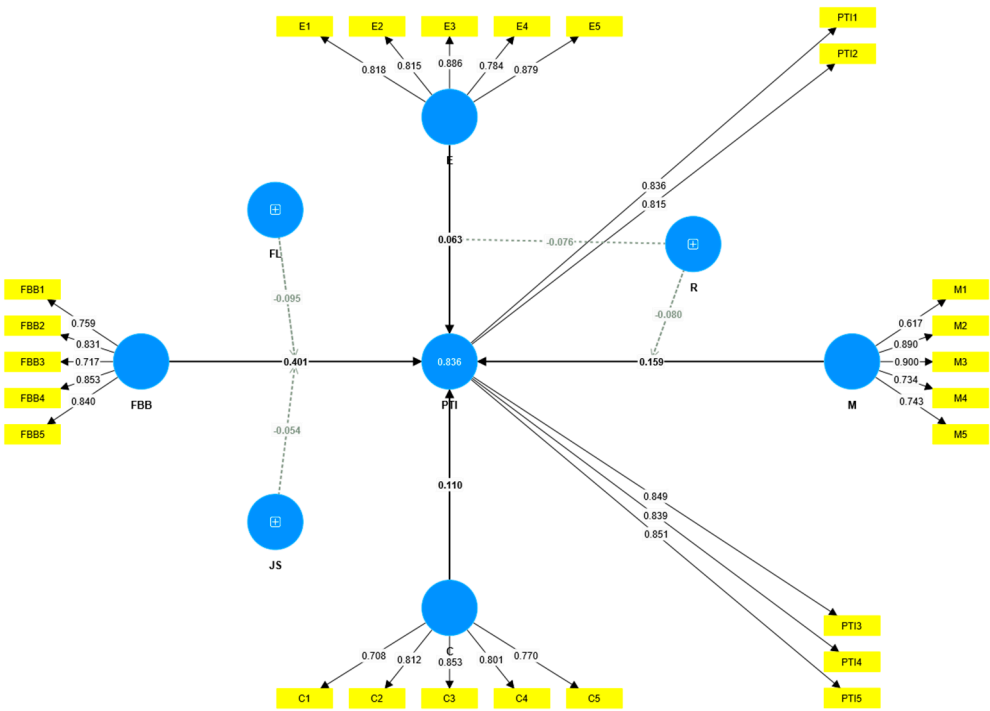 PTI1
E1 E2 E3 E4 E5
PTI2
0.818 0.815 0.886 0.784 0.879
E
0.836
0.815
FL
0.063
-0.076
R
FBB1
M1
-0.095
-0.080
0.759
0.617
FBB2
M2
0.831
0.890
FBB3 0.717
0.401
0.836
0.159
0.900 M3
0.853
0.734
FBB4
M4
0.840
0.743
FBB
PTI
M
FBB5
M5
-0.054
0.110
0.849
0.839
0.851
JS
PTI3
C
0.708 0.812 0.853 0.801 0.770
PTI4
C1 C2 C3 C4 C5
PTI5